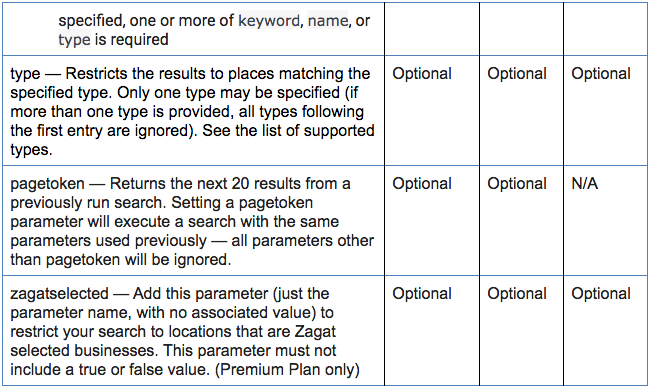 specified, one or more of keyword, name, or
type is required
type — Restricts the results to places matching the
specified type. Only one type may be specified (if
more than one type is provided, all types following
the first entry are ignored). See the list of supported
types.
Optional
Optional
Optional
pagetoken — Returns the next 20 results from a
previously run search. Setting a pagetoken
parameter will execute a search with the same
parameters used previously — all parameters other
than pagetoken will be ignored.
Optional
Optional
N/A
zagatselected — Add this parameter (just the
parameter name, with no associated value) to
restrict your search to locations that are Zagat
selected businesses. This parameter must not
include a true or false value. (Premium Plan only)
Optional
Optional
Optional